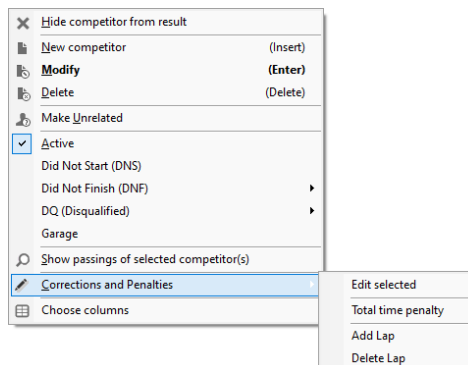 Hide competitor from result
New competitor (Insert)
Modify (Enter)
Delete (Delete)
Make Unrelated
Active
Did Not Start (DNS)
Did Not Finish (DNF)
DQ (Disqualified)
Garage
Show passings of selected competitor(s)
Corrections and Penalties
Choose columns
Edit selected
Total time penalty
Add Lap
Delete Lap